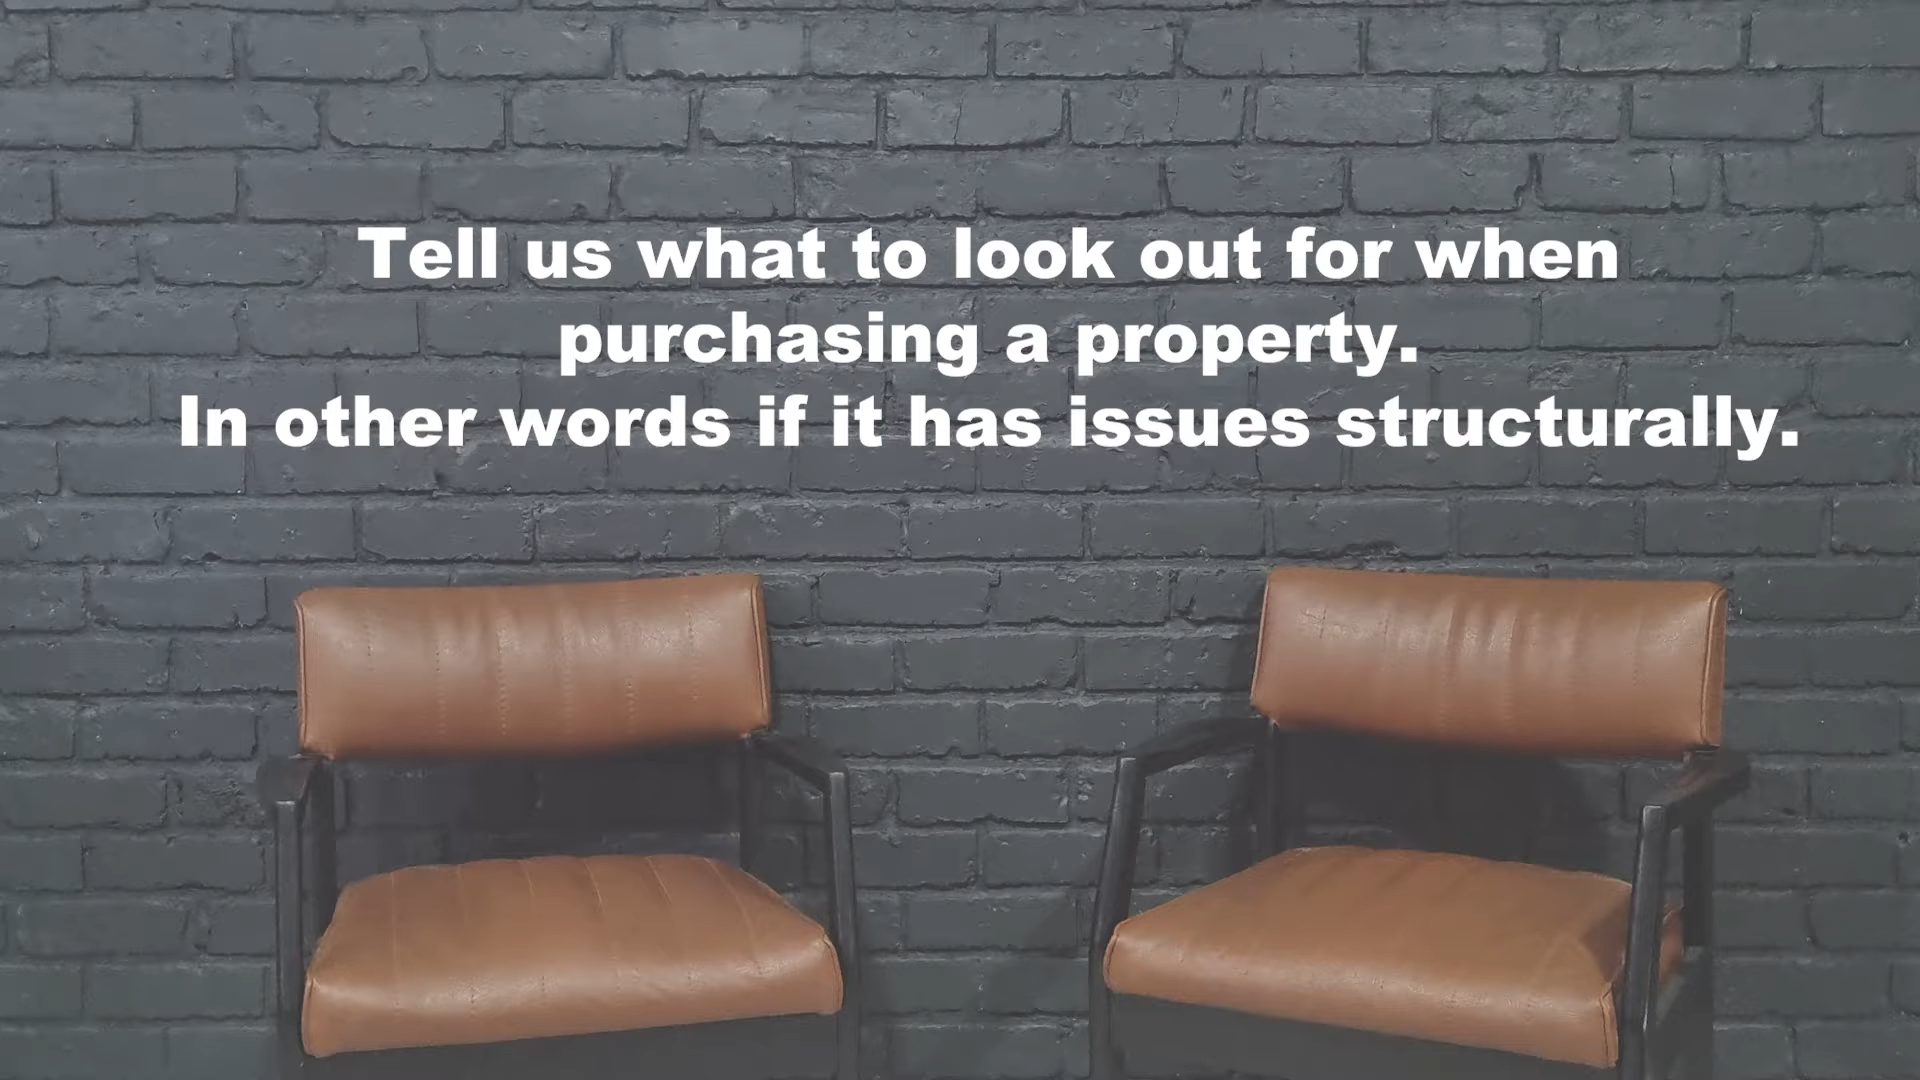 Tell us what to look out for when
purchasing a property.
In other words if it has issues structurally.